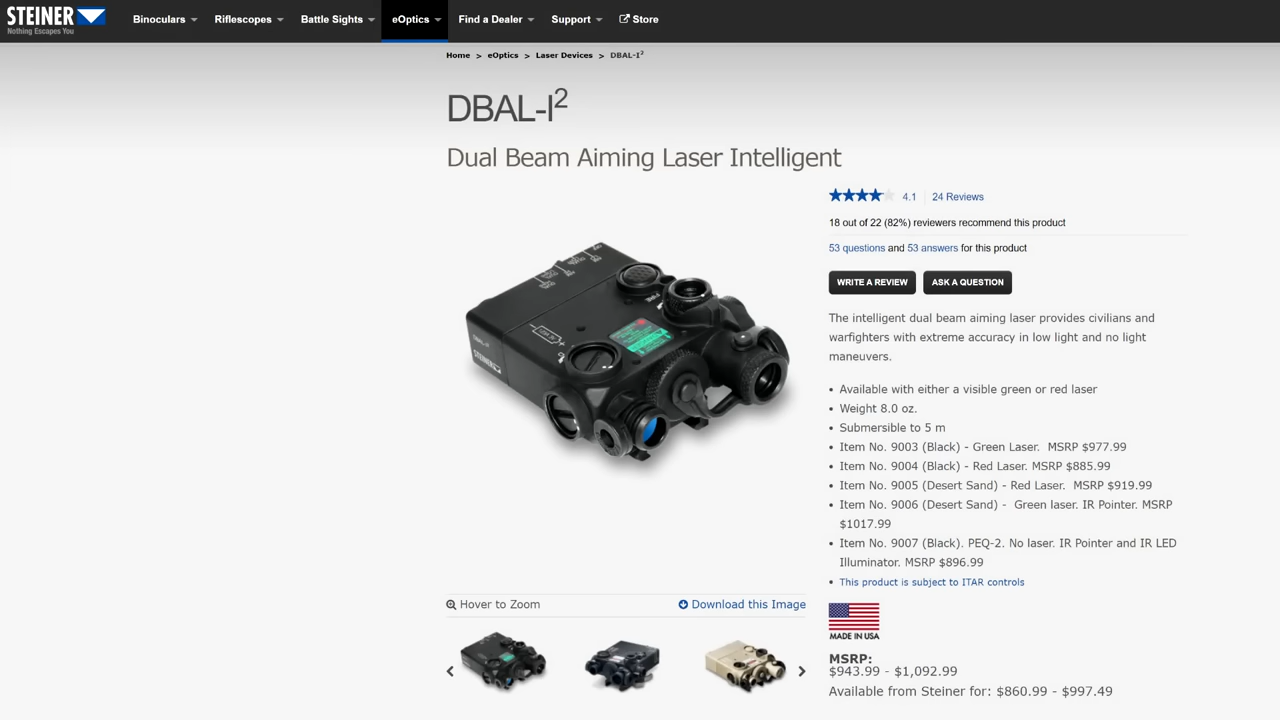 STEINER
Nothing Escapes You
Binoculars
Riflescopes
Battle Sights
eOptics
Find a Dealer
Support
Store
Home > eOptics > Laser Devices > DBAL-I²
DBAL-I²
Dual Beam Aiming Laser Intelligent
4.1 24 Reviews
18 out of 22 (82%) reviewers recommend this product
53 questions and 53 answers for this product
WRITE A REVIEW
ASK A QUESTION
The intelligent dual beam aiming laser provides civilians and
warfighters with extreme accuracy in low light and no light
maneuvers.
• Available with either a visible green or red laser
• Weight 8.0 oz.
• Submersible to 5 m
• Item No. 9003 (Black) - Green Laser. MSRP $977.99
• Item No. 9004 (Black) - Red Laser. MSRP $885.99
• Item No. 9005 (Desert Sand) - Red Laser. MSRP $919.99
• Item No. 9006 (Desert Sand) - Green laser. IR Pointer. MSRP
$1017.99
• Item No. 9007 (Black). PEQ-2. No laser. IR Pointer and IR LED
Illuminator. MSRP $896.99
• This product is subject to ITAR controls
STEINER
Hover to Zoom
Download this Image
MADE IN USA
MSRP:
$943.99 - $1,092.99
Available from Steiner for: $860.99 - $997.49